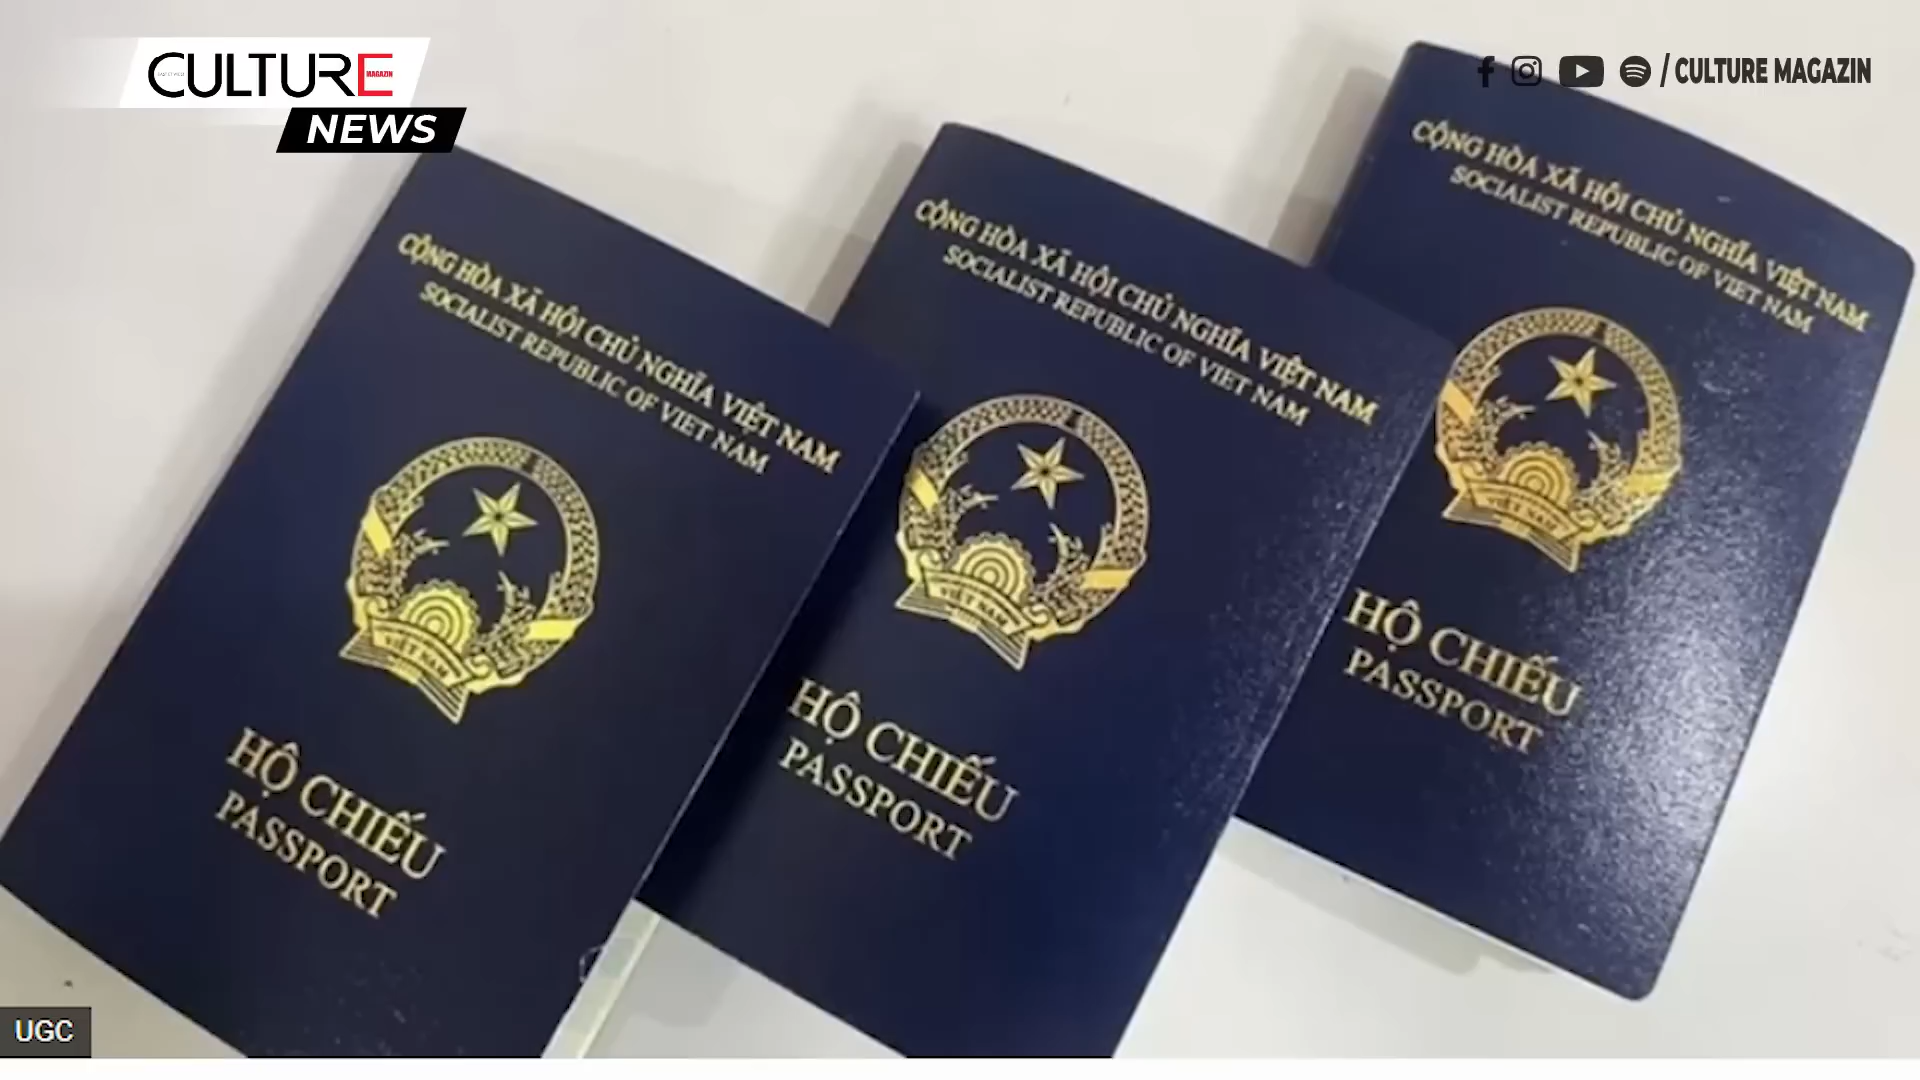 CULTURE
MAGAZIN
NEWS
/ CULTURE MAGAZIN
CỘNG HÒA XÃ HỘI CHỦ NGHĨA VIỆT NAM
SOCIALIST REPUBLIC OF VIET NAM
VIỆT NAM
HỘ CHIẾU
PASSPORT
CỘNG HÒA XÃ HỘI CHỦ NGHĨA VIỆT NAM
SOCIALIST REPUBLIC OF VIET NAM
VIỆT NAM
HỘ CHIẾU
PASSPORT
CỘNG HÒA XÃ HỘI CHỦ NGHĨA VIỆT NAM
SOCIALIST REPUBLIC OF VIET NAM
VIỆT NAM
HỘ CHIẾU
PASSPORT
UGC